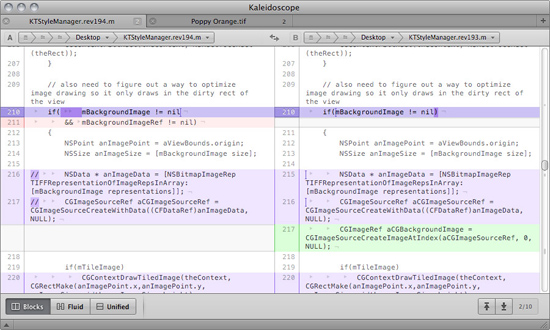 Kaleidoscope
KTStyleManager.rev194.m
Poppy Orange.tif
2
A
Desktop
KTStyleManager.rev194.m
B
Desktop
KTStyleManager.rev193.m
(theRect));
207 }
208
209 // also need to figure out a way to optimize
image drawing so it only draws in the dirty rect of
the view
210 if( mBackgroundImage != nil
211 && mBackgroundImageRef != nil)
212 {
213 NSPoint anImagePoint = aViewBounds.origin;
214 NSSize anImageSize = [mBackgroundImage size];
215
216 // NSData * anImageData = [NSBitmapImageRep
TIFFRepresentationOfImageRepsInArray:
[mBackgroundImage representations]];
217 // CGImageSourceRef aCGImageSourceRef =
CGImageSourceCreateWithData((CFDataRef)anImageData,
NULL);
218
219 if(mTileImage)
220 CGContextDrawTiledImage(theContext,
CGRectMake(anImagePoint.x,anImagePoint.y,
(theRect));
207 }
208
209 // also need to figure out a way to optimize
image drawing so it only draws in the dirty rect of
the view
210 if(mBackgroundImage != nil)
211 {
212 NSPoint anImagePoint = aViewBounds.origin;
213 NSSize anImageSize = [mBackgroundImage size];
214
215 NSData * anImageData = [NSBitmapImageRep
TIFFRepresentationOfImageRepsInArray:
[mBackgroundImage representations]];
216 CGImageSourceRef aCGImageSourceRef =
CGImageSourceCreateWithData((CFDataRef)anImageData,
NULL);
217 CGImageRef aCGBackgroundImage =
CGImageSourceCreateImageAtIndex(aCGImageSourceRef, 0,
NULL);
218
219 if(mTileImage)
220 CGContextDrawTiledImage(theContext,
CGRectMake(anImagePoint.x,anImagePoint.y,
Blocks
Fluid
Unified
2/10